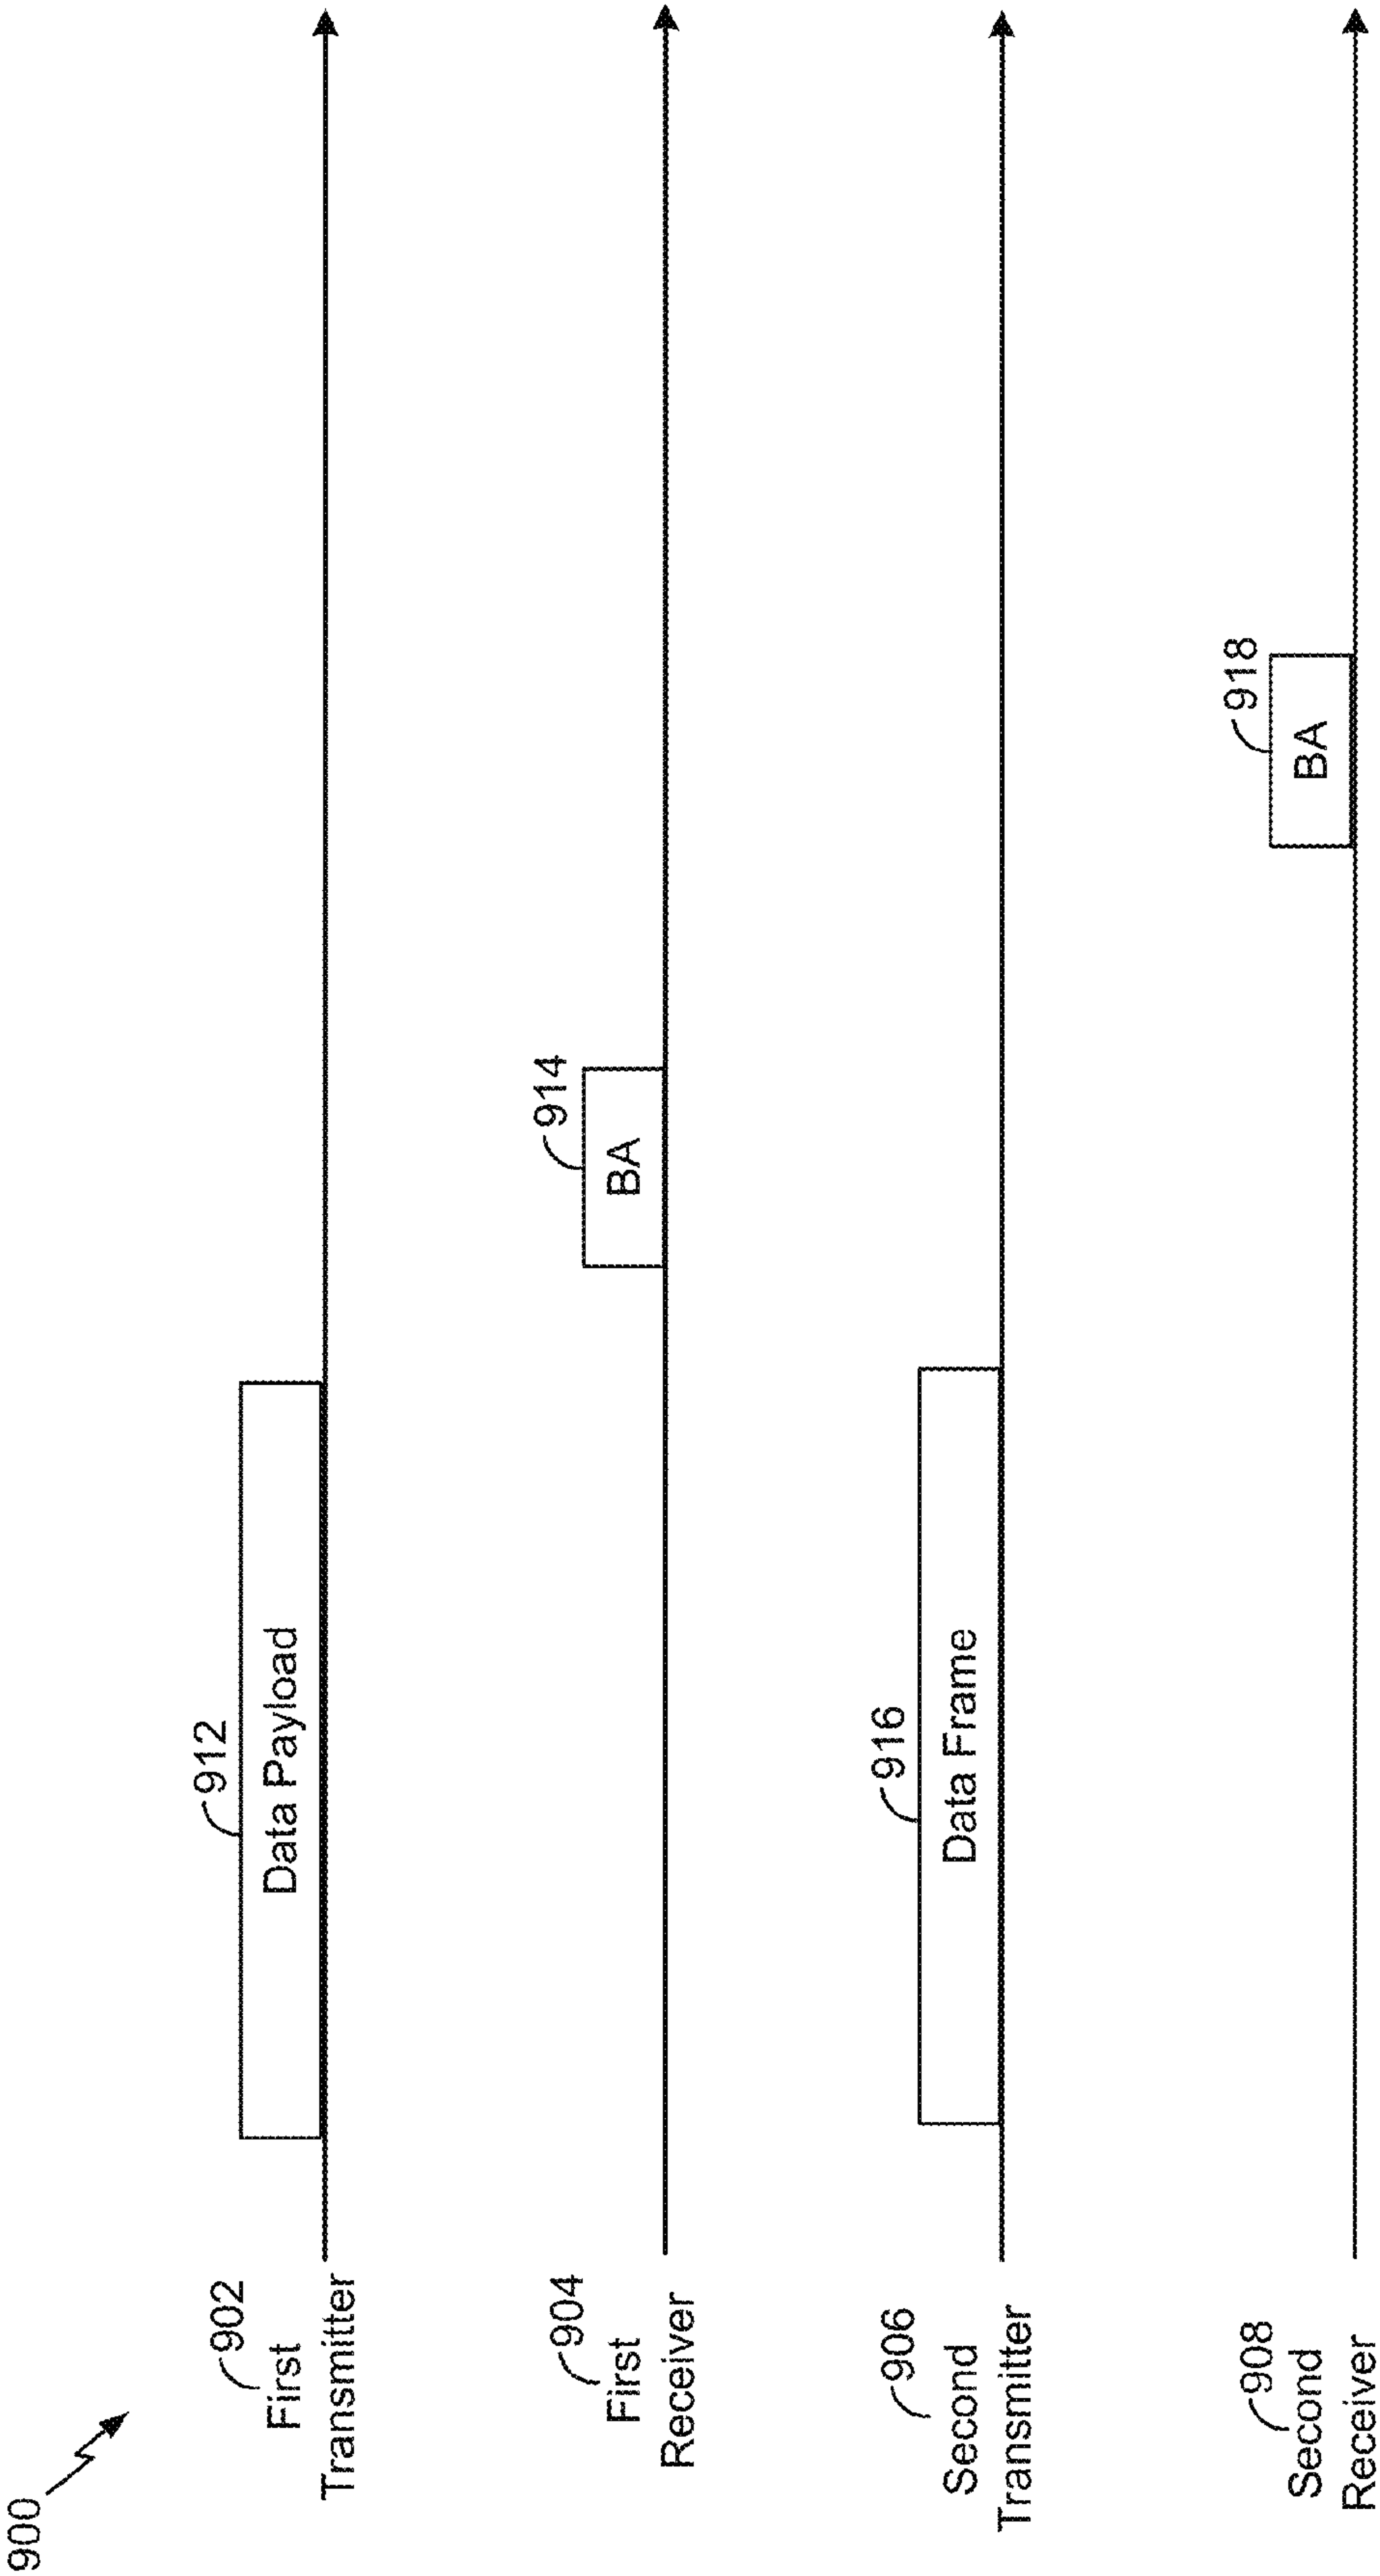 900
902
First
Transmitter
912
Data Payload
904
First
Receiver
914
BA
906
Second
Transmitter
916
Data Frame
908
Second
Receiver
918
BA